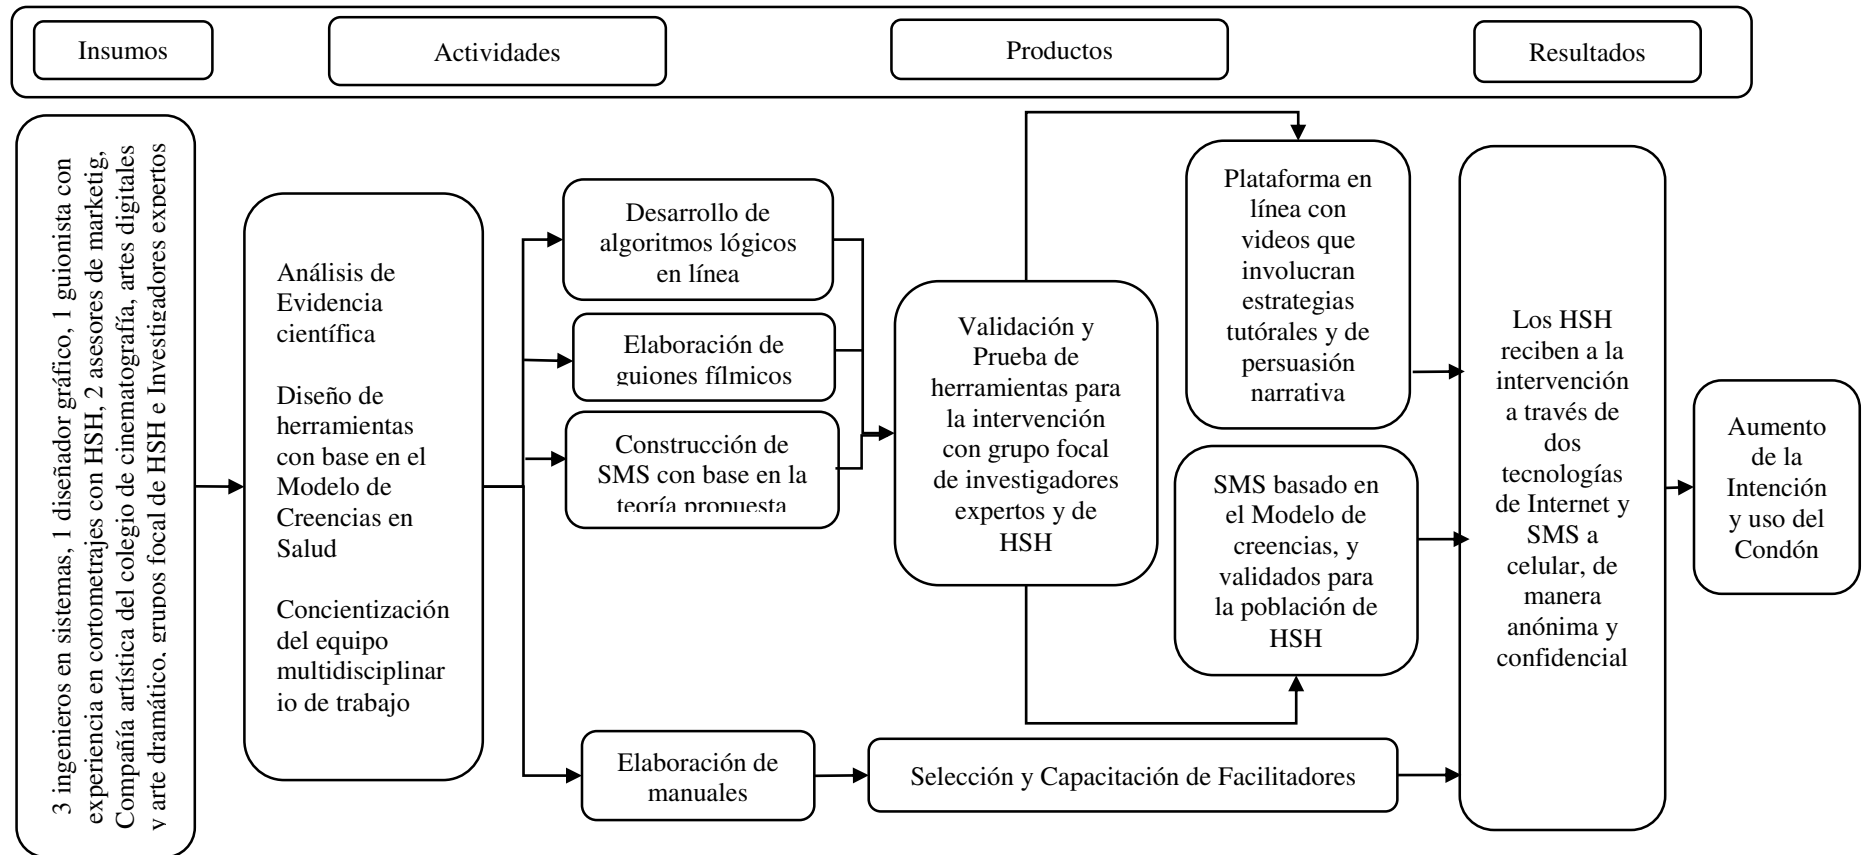 Insumos
Actividades
Productos
Resultados
3 ingenieros en sistemas, 1 diseñador gráfico, 1 guionista con
experiencia en cortometrajes con HSH, 2 asesores de marketig,
Compañía artística del colegio de cinematografía, artes digitales
y arte dramático, grupos focal de HSH e Investigadores expertos
Análisis de
Evidencia
científica
Diseño de
herramientas
con base en el
Modelo de
Creencias en
Salud
Concientización
del equipo
multidisciplinar
io de trabajo
Desarrollo de
algoritmos lógicos
en línea
Elaboración de
guiones fílmicos
Construcción de
SMS con base en la
teoría propuesta
Elaboración de
manuales
Validación y
Prueba de
herramientas para
la intervención
con grupo focal
de investigadores
expertos y de
HSH
Selección y Capacitación de Facilitadores
Plataforma en
línea con
videos que
involucran
estrategias
tutórales y de
persuasión
narrativa
SMS basado en
el Modelo de
creencias, y
validados para
la población de
HSH
Los HSH
reciben a la
intervención
a través de
dos
tecnologías
de Internet y
SMS a
celular, de
manera
anónima y
confidencial
Aumento
de la
Intención
y uso del
Condón